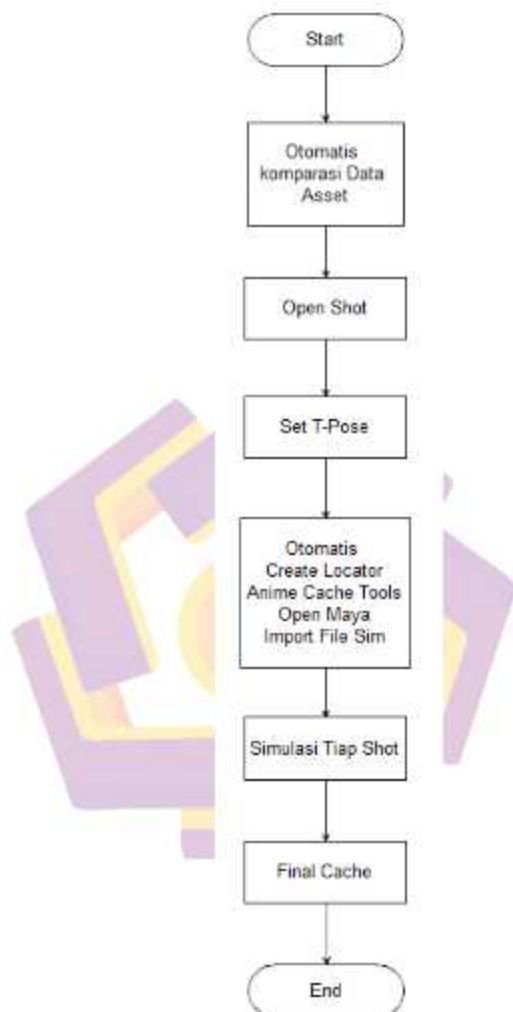 Start
Otomatis
komparasi Data
Asset
Open Shot
Set T-Pose
Otomatis
Create Locator
Anime Cache Tools
Open Maya
Import File Sim
Simulasi Tiap Shot
Final Cache
End